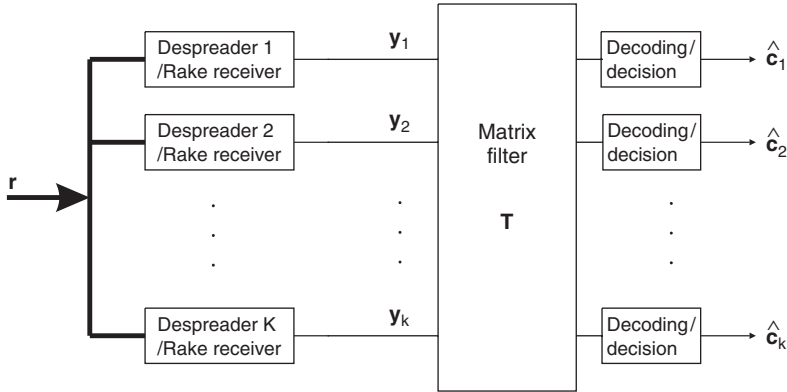 Despreader 1
/Rake receiver
y₁
Decoding/
decision
ĉ₁
Despreader 2
/Rake receiver
y₂
Matrix
filter
Decoding/
decision
ĉ₂
r
T
Despreader K
/Rake receiver
yₖ
Decoding/
decision
ĉₖ